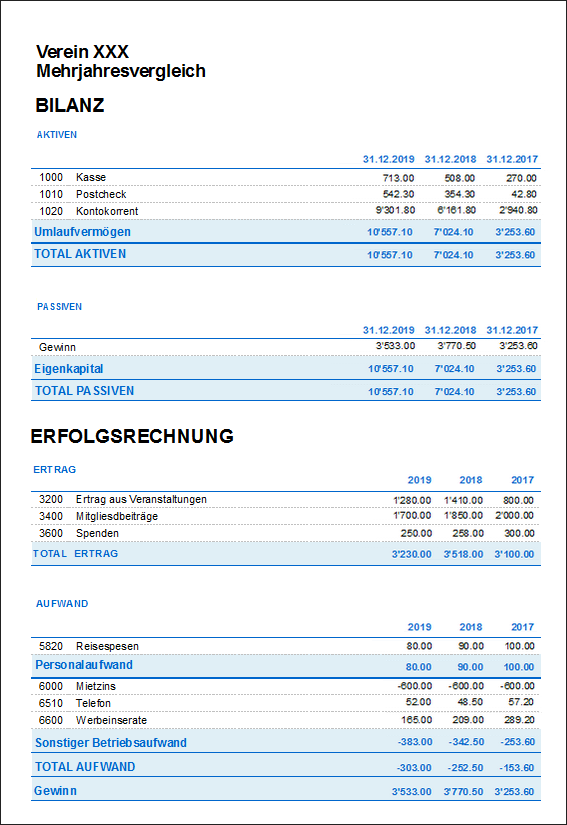 Verein XXX
Mehrjahresvergleich
BILANZ
AKTIVEN
31.12.2019 31.12.2018 31.12.2017
1000 Kasse 713.00 508.00 270.00
1010 Postcheck 542.30 354.30 42.80
1020 Kontokorrent 9'301.80 6'161.80 2'940.80
Umlaufvermögen 10'557.10 7'024.10 3'253.60
TOTAL AKTIVEN 10'557.10 7'024.10 3'253.60
PASSIVEN
31.12.2019 31.12.2018 31.12.2017
Gewinn 3'533.00 3'770.50 3'253.60
Eigenkapital 10'557.10 7'024.10 3'253.60
TOTAL PASSIVEN 10'557.10 7'024.10 3'253.60
ERFOLGSRECHNUNG
ERTRAG
2019 2018 2017
3200 Ertrag aus Veranstaltungen 1'280.00 1'410.00 800.00
3400 Mitgliesdbeiträge 1'700.00 1'850.00 2'000.00
3600 Spenden 250.00 258.00 300.00
TOTAL ERTRAG 3'230.00 3'518.00 3'100.00
AUFWAND
2019 2018 2017
5820 Reisespesen 80.00 90.00 100.00
Personalaufwand 80.00 90.00 100.00
6000 Mietzins -600.00 -600.00 -600.00
6510 Telefon 52.00 48.50 57.20
6600 Werbeinserate 165.00 209.00 289.20
Sonstiger Betriebsaufwand -383.00 -342.50 -253.60
TOTAL AUFWAND -303.00 -252.50 -153.60
Gewinn 3'533.00 3'770.50 3'253.60